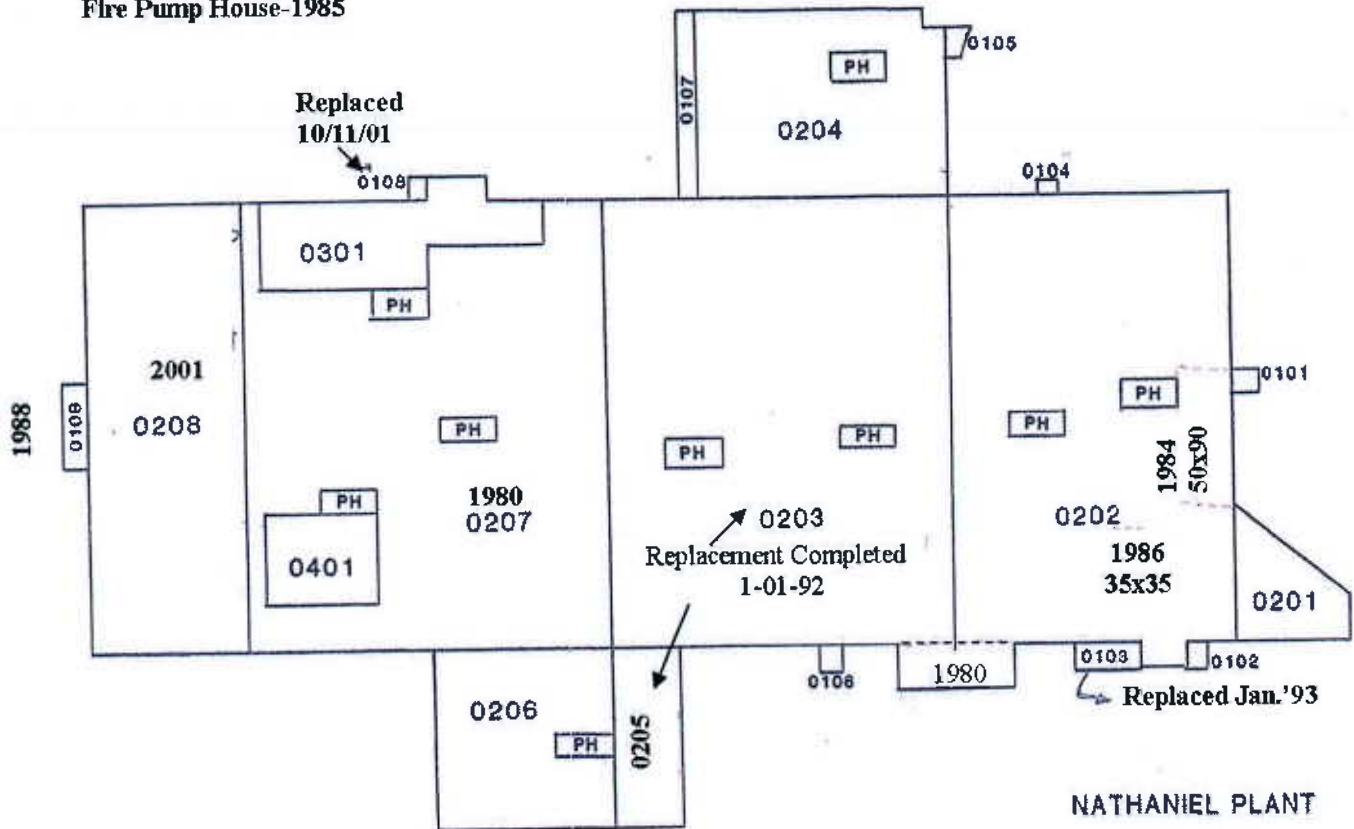 Fire Pump House-1985
0105
PH
0107
0204
Replaced
10/11/01
0108
0104
0301
PH
2001
0208
1988
0109
PH
0101
PH
PH
PH
PH
1984
50x90
PH
1980
0207
0203
0202
Replacement Completed
1-01-92
1986
35x35
0401
0201
0103
0102
0106
1980
Replaced Jan.'93
0206
PH
0205
NATHANIEL PLANT